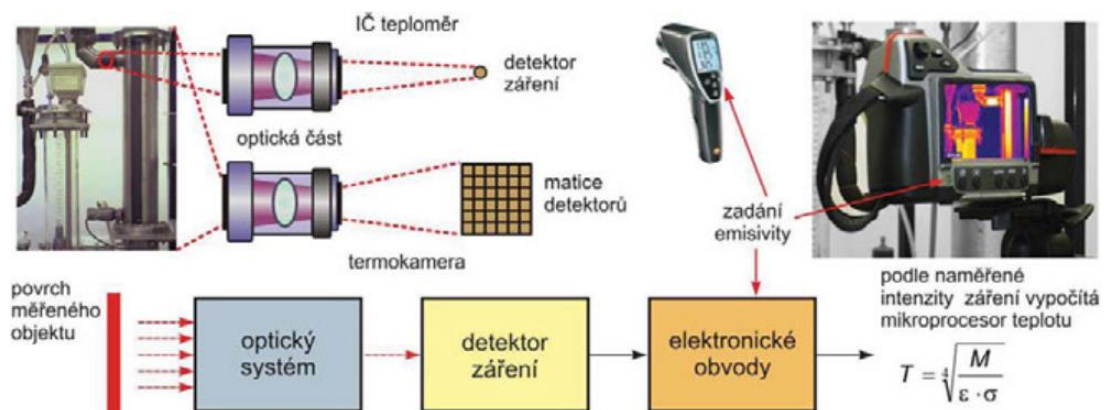 IČ teploměr
detektor
záření
optická část
matice
detektorů
termokamera
zadání
emisivity
povrch
měřeného
objektu
optický
systém
detektor
záření
elektronické
obvody
podle naměřené
intenzity záření vypočítá
mikroprocesor teplotu
T = ∜(M / (ε · σ))